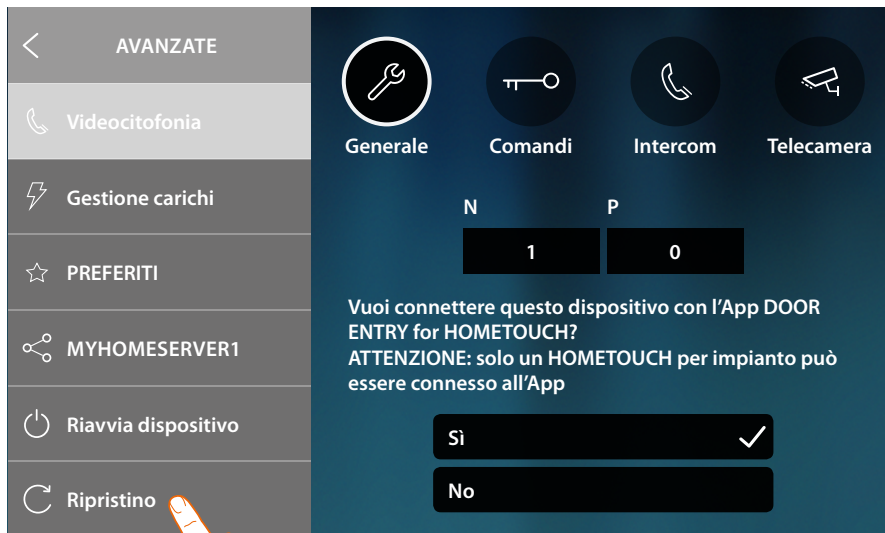 AVANZATE
Videocitofonia
Gestione carichi
PREFERITI
MYHOMESERVER1
Riavvia dispositivo
Ripristino
Generale
Comandi
Intercom
Telecamera
N
P
1
0
Vuoi connettere questo dispositivo con l'App DOOR
ENTRY for HOMETOUCH?
ATTENZIONE: solo un HOMETOUCH per impianto può
essere connesso all'App
Sì
No